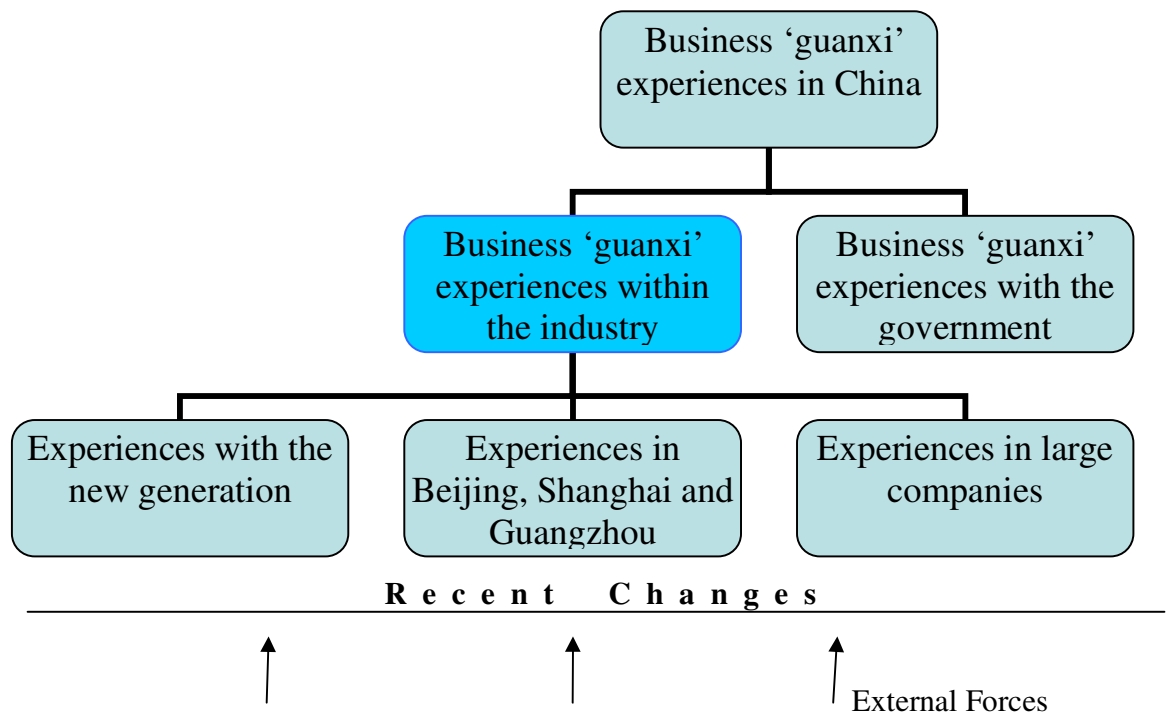 Business ‘guanxi’
experiences in China
Business ‘guanxi’
experiences within
the industry
Business ‘guanxi’
experiences with the
government
Experiences with the
new generation
Experiences in
Beijing, Shanghai and
Guangzhou
Experiences in large
companies
Recent Changes
External Forces